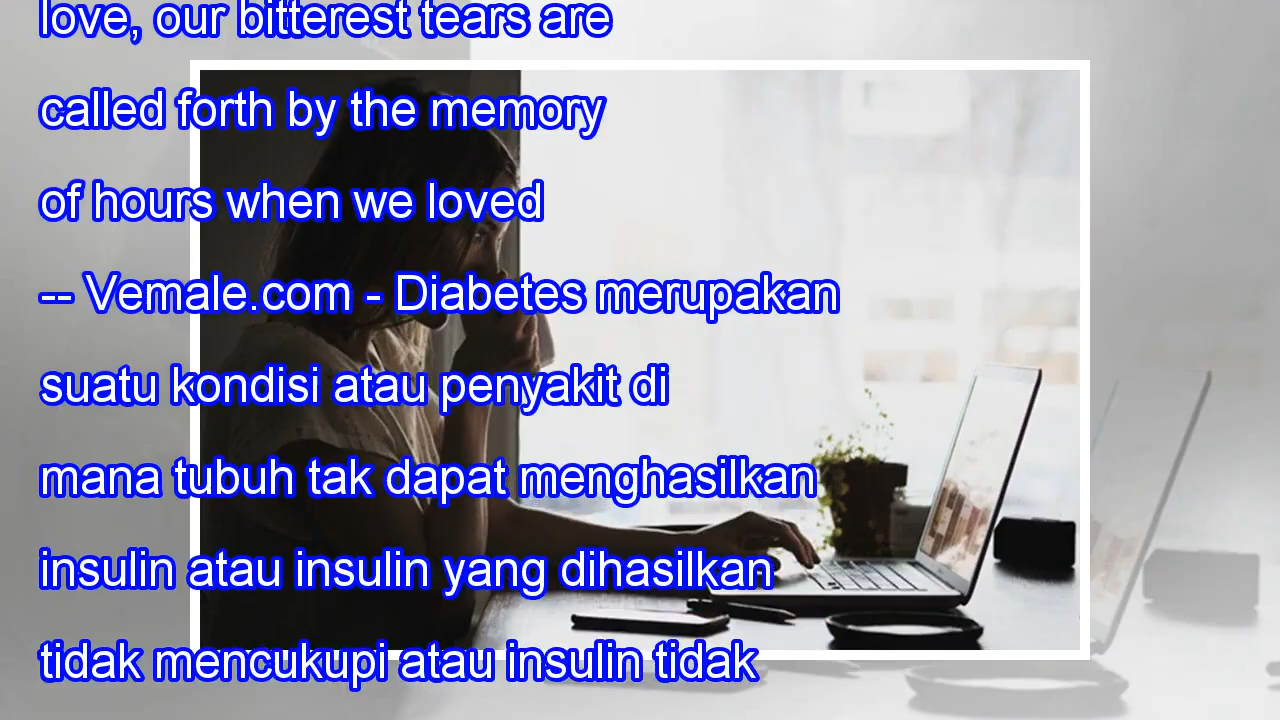 love, our bitterest tears are
called forth by the memory
of hours when we loved
-- Vemale.com - Diabetes merupakan
suatu kondisi atau penyakit di
mana tubuh tak dapat menghasilkan
insulin atau insulin yang dihasilkan
tidak mencukupi atau insulin tidak